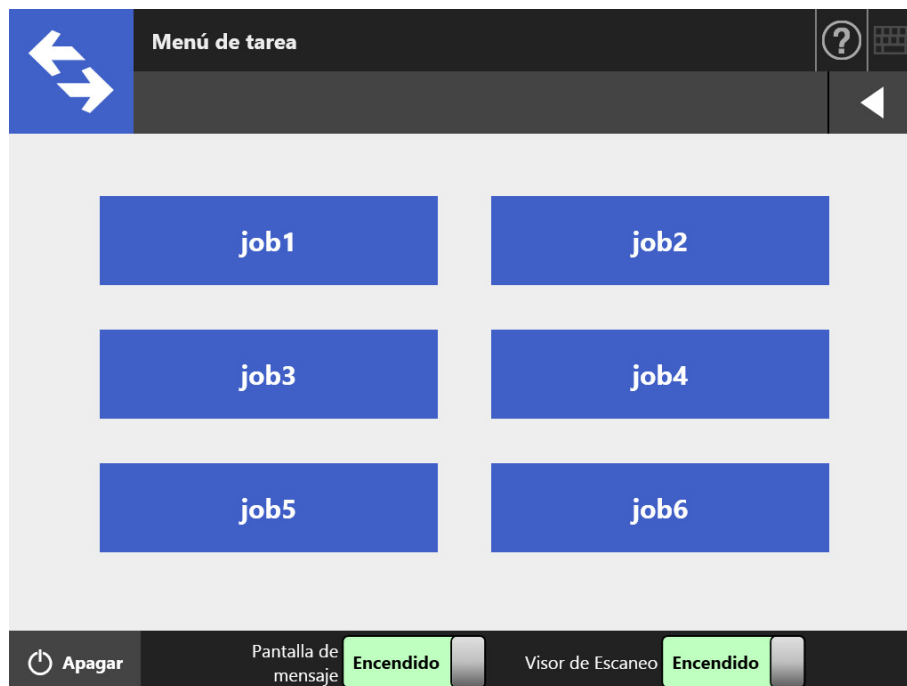 Menú de tarea
?
job1
job2
job3
job4
job5
job6
Apagar
Pantalla de
mensaje
Encendido
Visor de Escaneo
Encendido